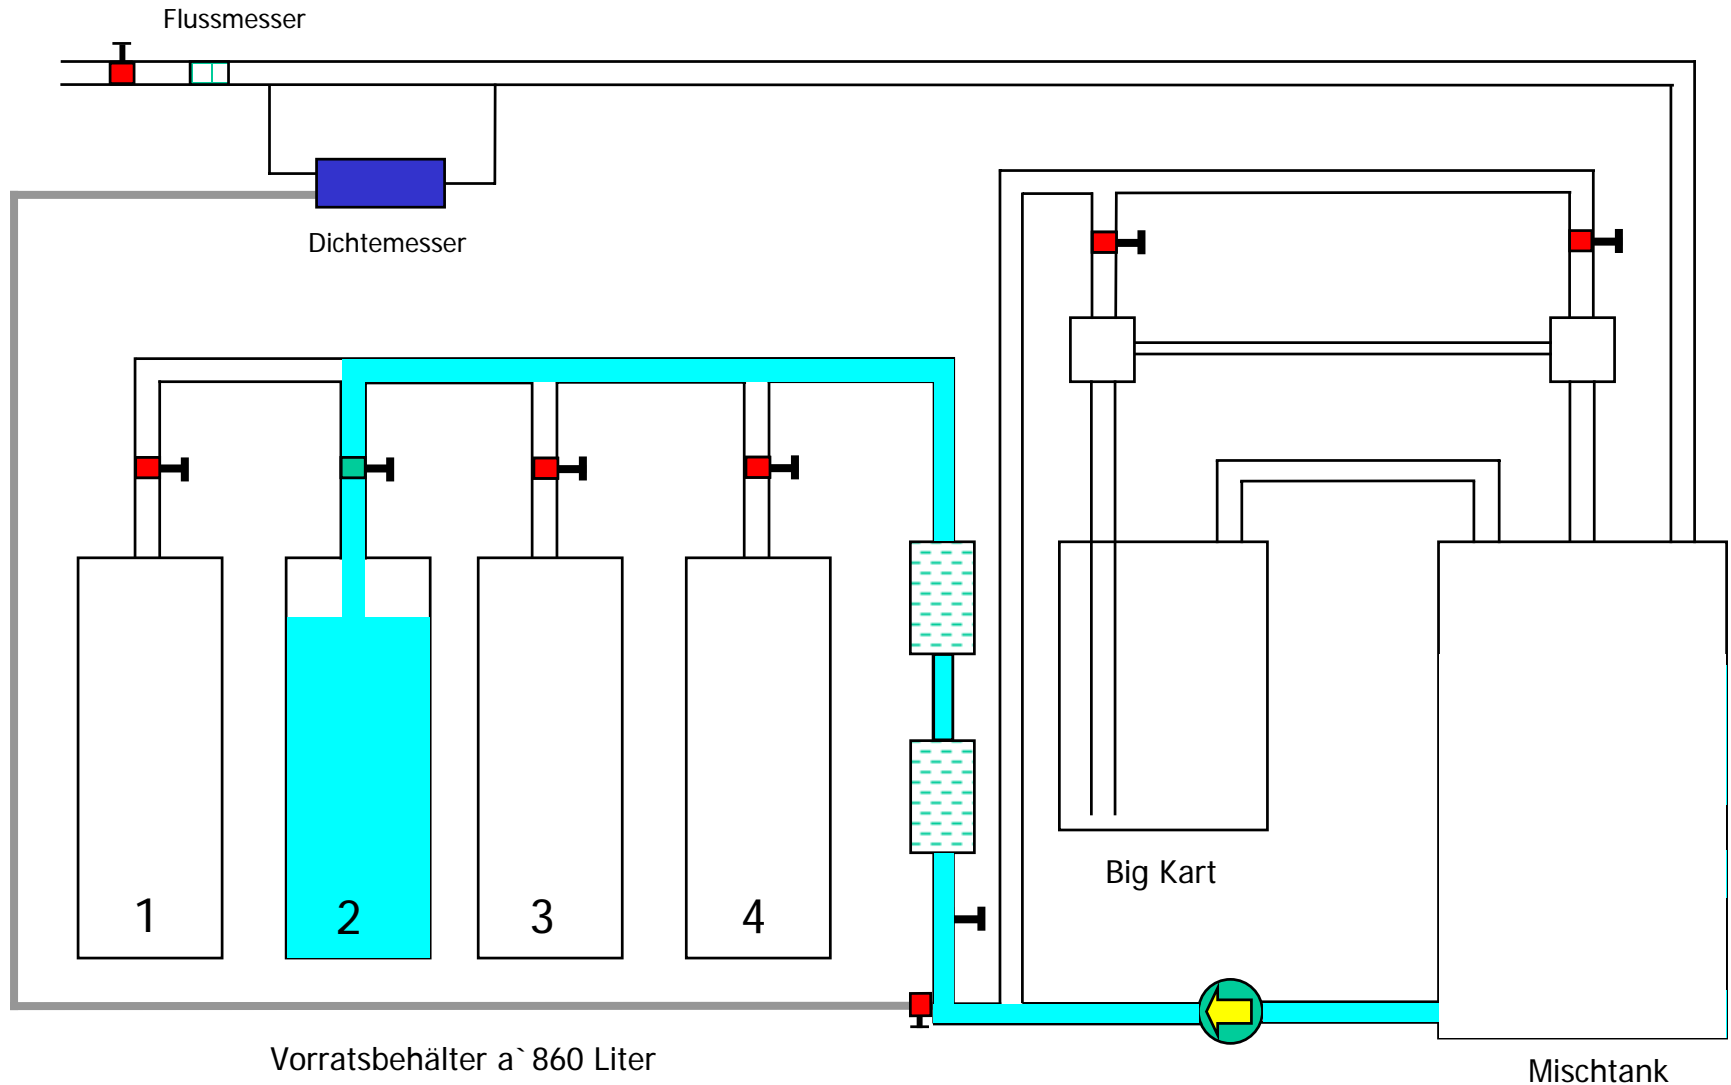 Flussmesser
Dichtemesser
Big Kart
1 2 3 4
Vorratsbehälter a`860 Liter
Mischtank